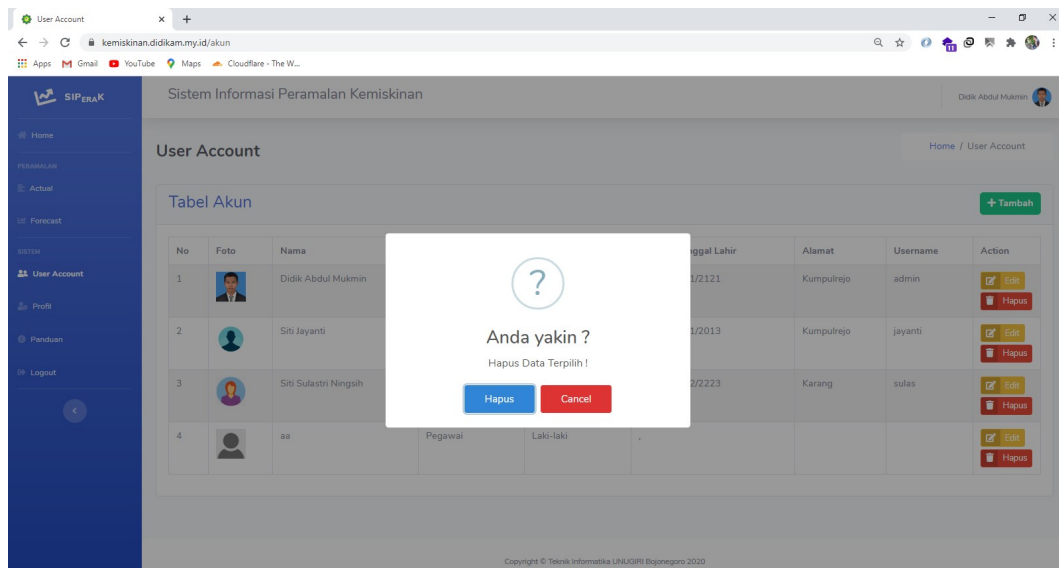 User Account
kemiskinan.didikam.my.id/akun
11
Apps Gmail YouTube Maps Cloudflare - The W...
SIPERAK
Sistem Informasi Peramalan Kemiskinan
Didik Abdul Mukmin
Home
PERAMALAN
Actual
Forecast
SISTEM
User Account
Profil
Panduan
Logout
User Account
Home / User Account
Tabel Akun
+ Tambah
No Foto Nama nggal Lahir Alamat Username Action
1 Didik Abdul Mukmin 1/2121 Kumpulrejo admin Edit
Hapus
2 Siti Jayanti 1/2013 Kumpulrejo jayanti Edit
Hapus
3 Siti Sulastri Ningsih 2/2223 Karang sulas Edit
Hapus
4 aa Pegawai Laki-laki , Edit
Hapus
?
Anda yakin ?
Hapus Data Terpilih !
Hapus Cancel
Copyright © Teknik Informatika UNUGIRI Bojonegoro 2020